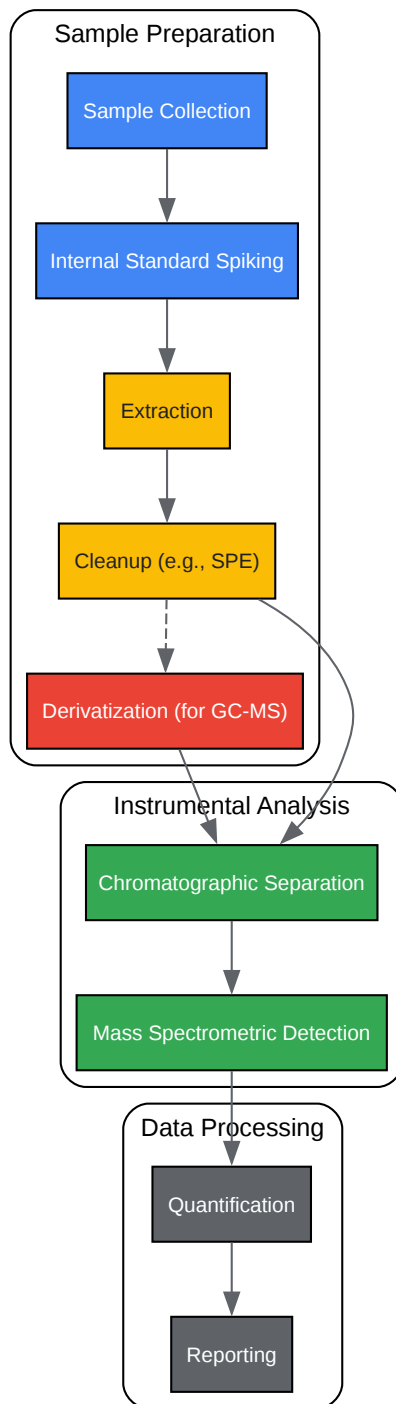 Sample Preparation
Sample Collection
Internal Standard Spiking
Extraction
Cleanup (e.g., SPE)
Derivatization (for GC-MS)
Instrumental Analysis
Chromatographic Separation
Mass Spectrometric Detection
Data Processing
Quantification
Reporting